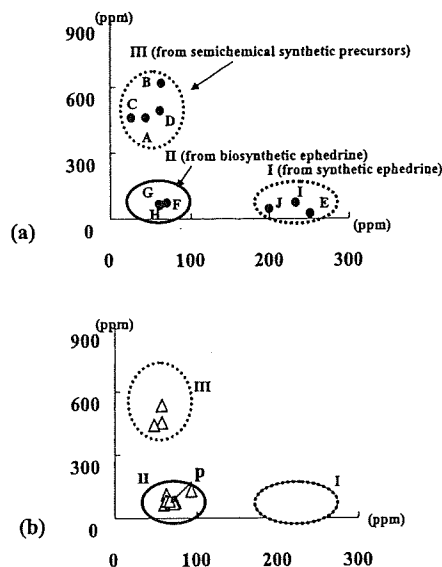 (ppm)
900
600
300
0
III (from semichemical synthetic precursors)
B
C
D
A
II (from biosynthetic ephedrine)
I (from synthetic ephedrine)
G
F
H
I
J
E
(a)
0
100
200
300
(ppm)
(ppm)
900
600
300
0
III
II
p
I
(b)
0
100
200
300
(ppm)